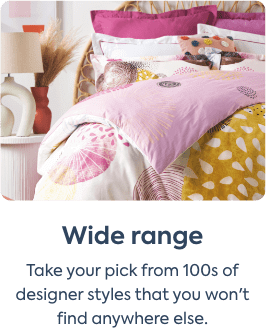 Wide range
Take your pick from 100s of
designer styles that you won't
find anywhere else.